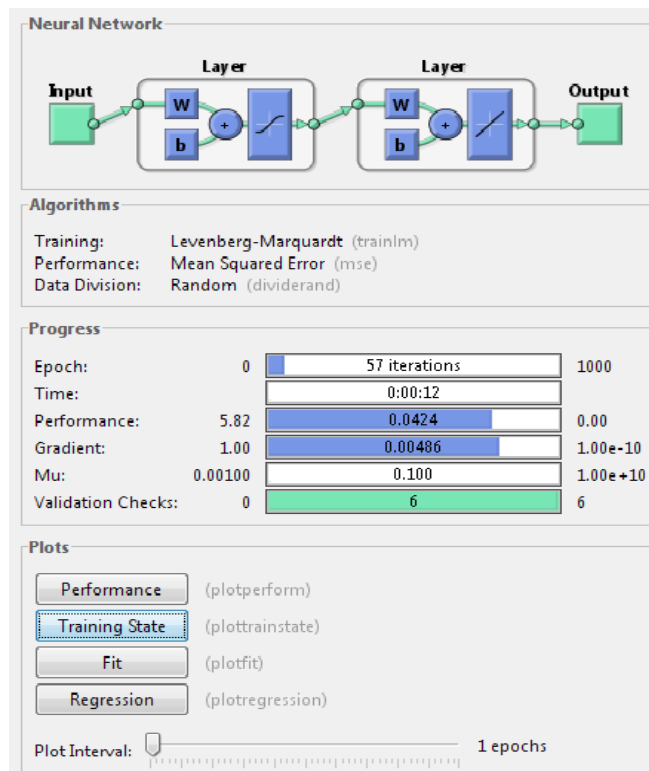 Neural Network
Layer Layer
Input Output
W W
+ +
b b
Algorithms
Training: Levenberg-Marquardt (trainlm)
Performance: Mean Squared Error (mse)
Data Division: Random (dividerand)
Progress
Epoch: 0 57 iterations 1000
Time: 0:00:12
Performance: 5.82 0.0424 0.00
Gradient: 1.00 0.00486 1.00e-10
Mu: 0.00100 0.100 1.00e+10
Validation Checks: 0 6 6
Plots
Performance (plotperform)
Training State (plottrainstate)
Fit (plotfit)
Regression (plotregression)
Plot Interval: 1 epochs